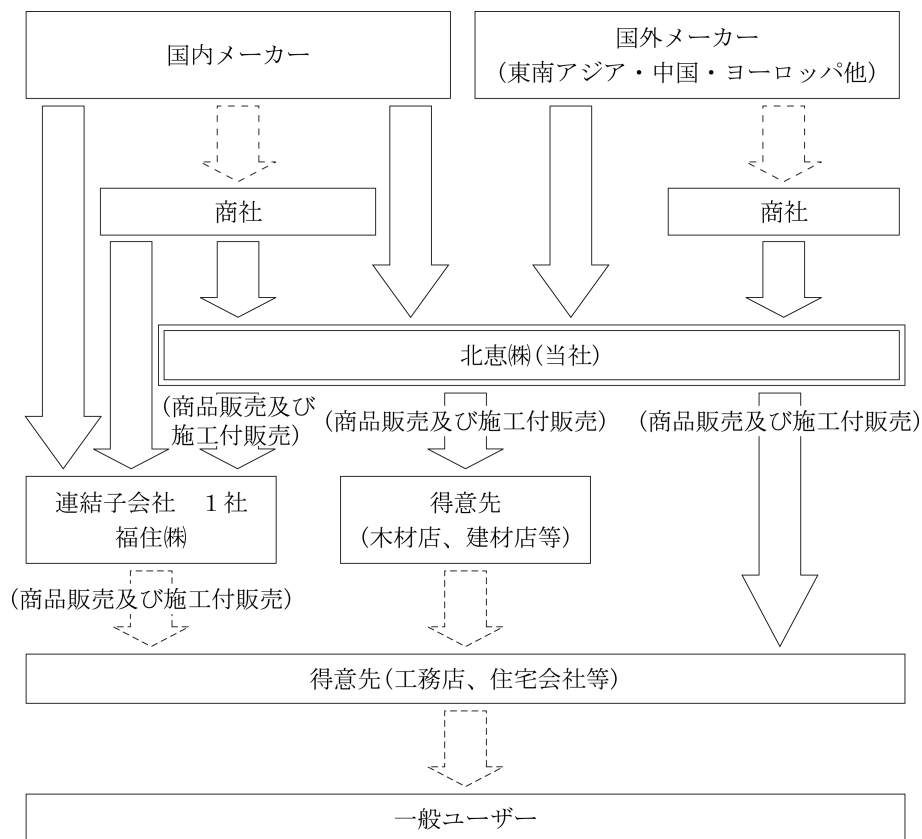 国内メーカー
国外メーカー
(東南アジア・中国・ヨーロッパ他)
商社
商社
北恵㈱(当社)
(商品販売及び
施工付販売)
(商品販売及び施工付販売)
(商品販売及び施工付販売)
連結子会社　１社
福住㈱
得意先
(木材店、建材店等)
(商品販売及び施工付販売)
得意先(工務店、住宅会社等)
一般ユーザー